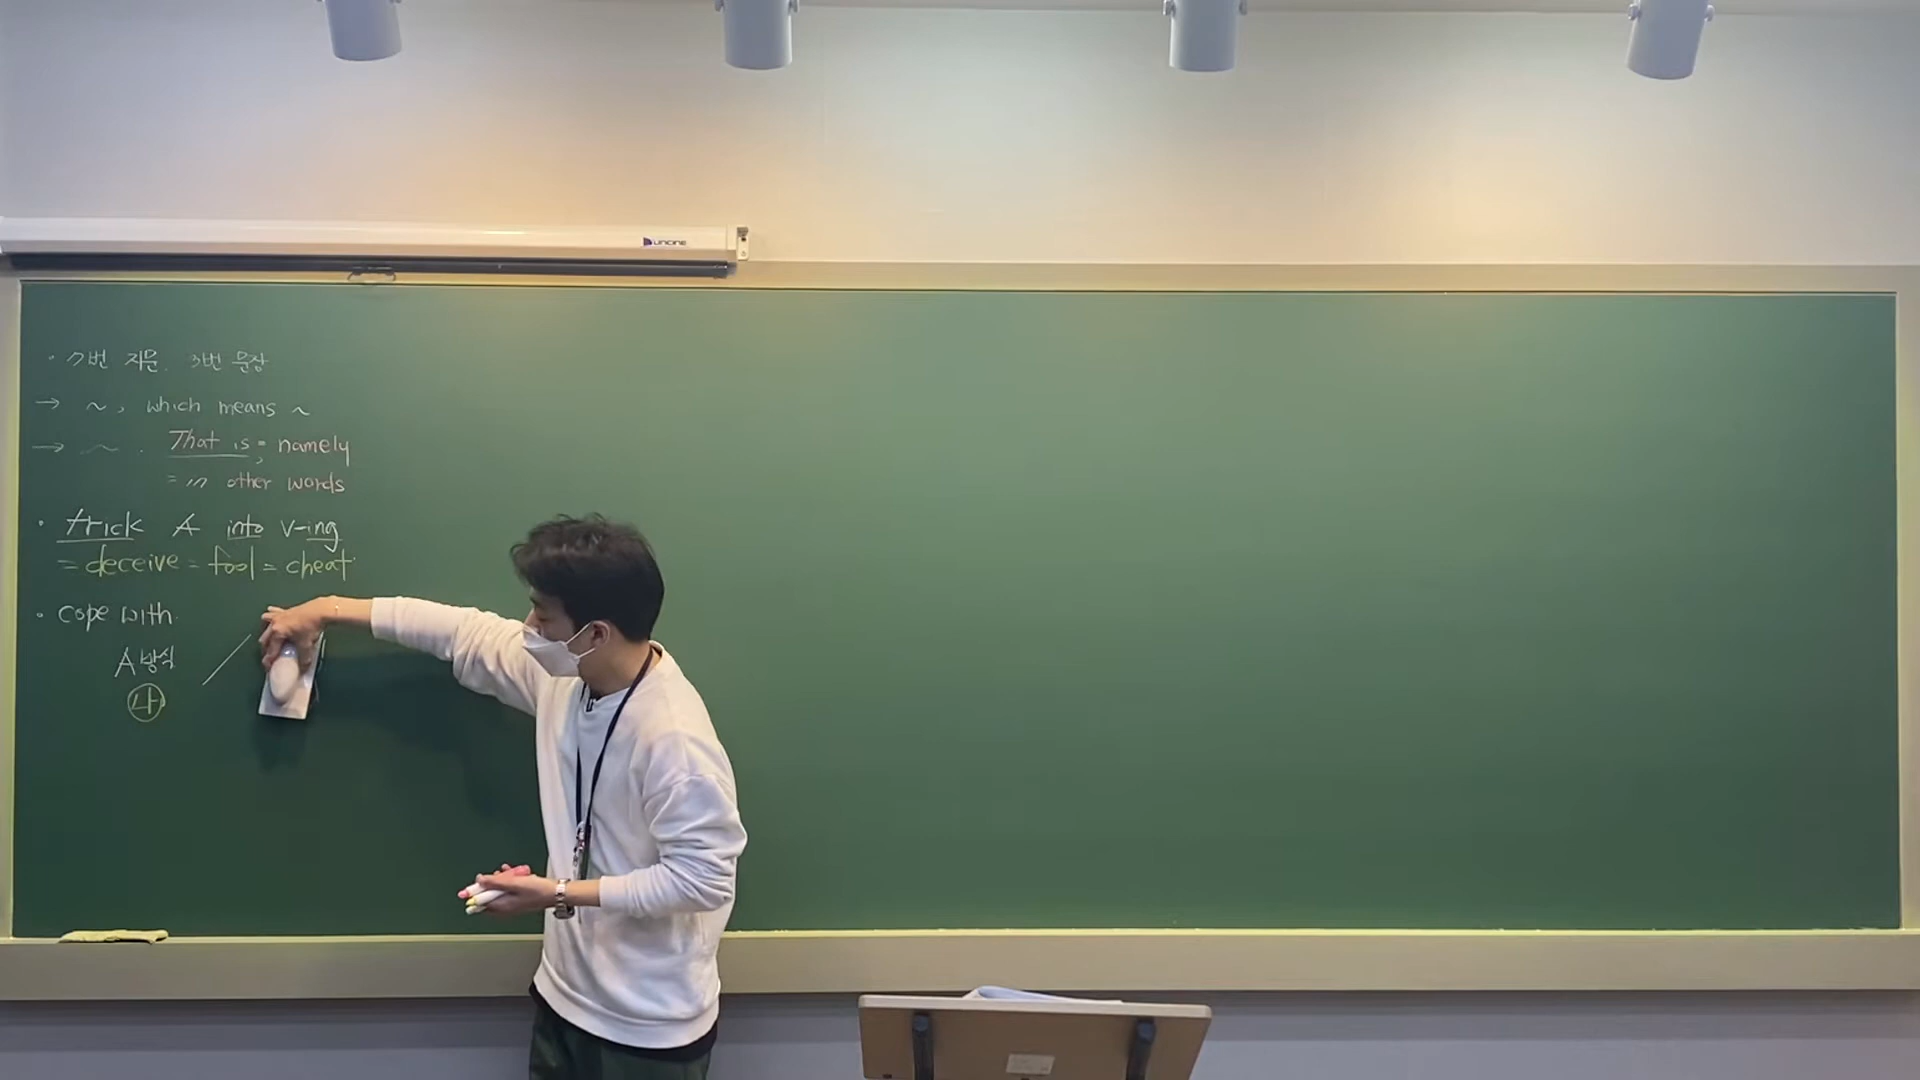 UNICINE
· 7번 지문. 3번 문장
→ ~, which means ~
→ ~. That is, = namely
= in other words
· trick A into v-ing
= deceive = fool = cheat
· cope with
A방식
나